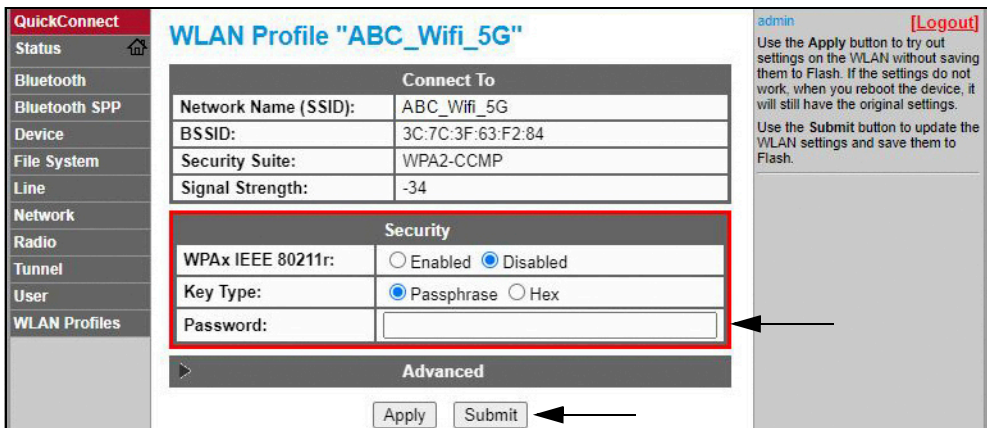 QuickConnect
Status
Bluetooth
Bluetooth SPP
Device
File System
Line
Network
Radio
Tunnel
User
WLAN Profiles
WLAN Profile "ABC_Wifi_5G"
Connect To
Network Name (SSID): ABC_Wifi_5G
BSSID: 3C:7C:3F:63:F2:84
Security Suite: WPA2-CCMP
Signal Strength: -34
Security
WPAx IEEE 80211r: Enabled Disabled
Key Type: Passphrase Hex
Password:
Advanced
Apply Submit
admin [Logout]
Use the Apply button to try out
settings on the WLAN without saving
them to Flash. If the settings do not
work, when you reboot the device, it
will still have the original settings.
Use the Submit button to update the
WLAN settings and save them to
Flash.